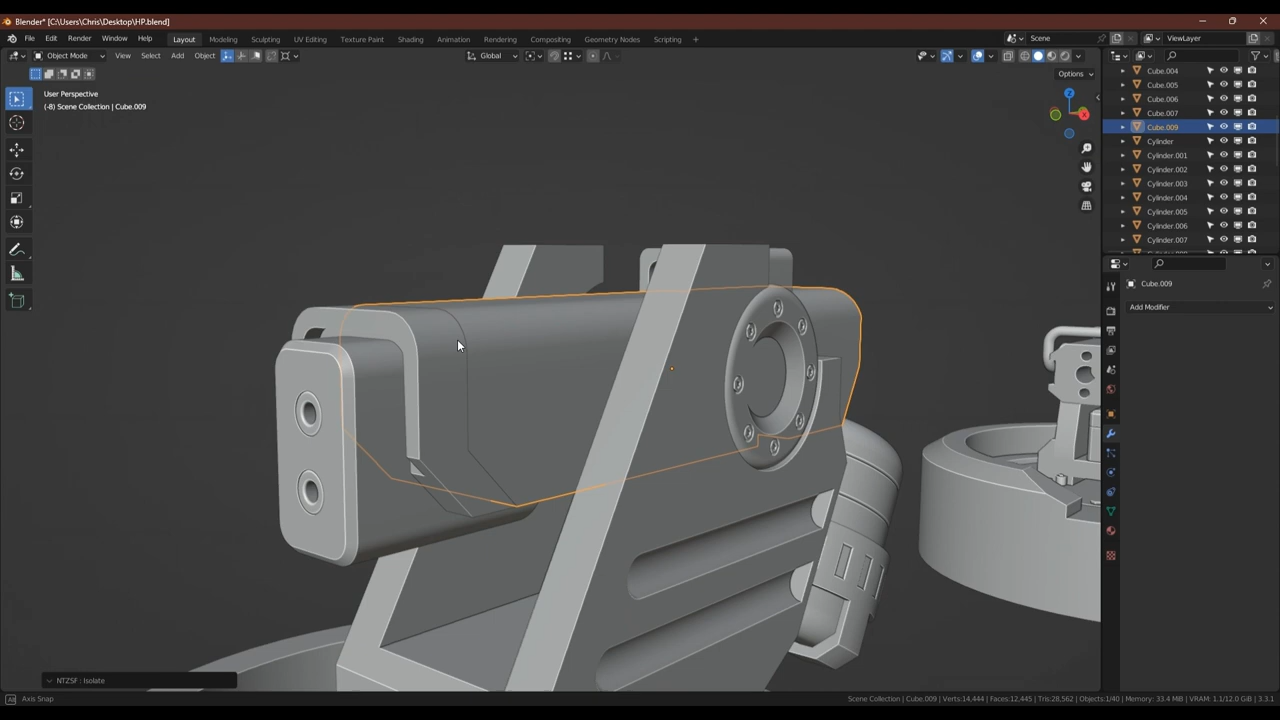 Blender* [C:\Users\Chris\Desktop\HP.blend]
File Edit Render Window Help Layout Modeling Sculpting UV Editing Texture Paint Shading Animation Rendering Compositing Geometry Nodes Scripting + Scene ViewLayer
Object Mode View Select Add Object Global
Options
User Perspective
(-8) Scene Collection | Cube.009
Z
X
Cube.004
Cube.005
Cube.006
Cube.007
Cube.009
Cylinder
Cylinder.001
Cylinder.002
Cylinder.003
Cylinder.004
Cylinder.005
Cylinder.006
Cylinder.007
Cube.009
Add Modifier
NTZSF : Isolate
Alt Axis Snap
Scene Collection | Cube.009 | Verts:14,444 | Faces:12,445 | Tris:28,562 | Objects:1/40 | Memory: 33.4 MiB | VRAM: 1.1/12.0 GiB | 3.3.1